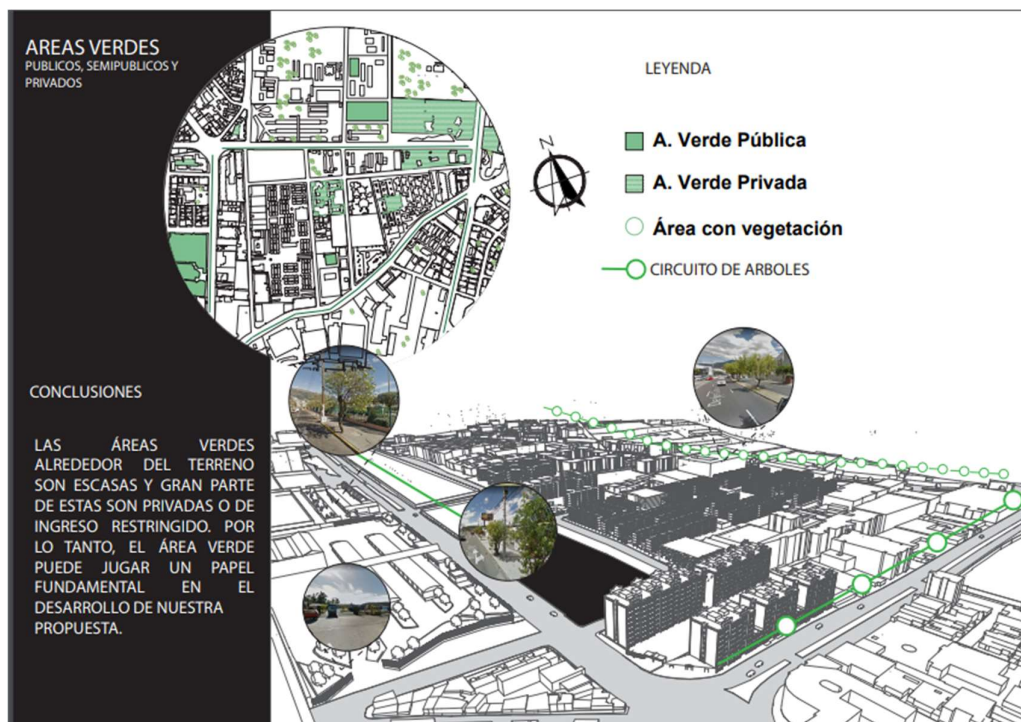 AREAS VERDES
PUBLICOS, SEMIPUBLICOS Y
PRIVADOS
LEYENDA
N
A. Verde Pública
A. Verde Privada
Área con vegetación
CIRCUITO DE ARBOLES
CONCLUSIONES
LAS ÁREAS VERDES
ALREDEDOR DEL TERRENO
SON ESCASAS Y GRAN PARTE
DE ESTAS SON PRIVADAS O DE
INGRESO RESTRINGIDO. POR
LO TANTO, EL ÁREA VERDE
PUEDE JUGAR UN PAPEL
FUNDAMENTAL EN EL
DESARROLLO DE NUESTRA
PROPUESTA.